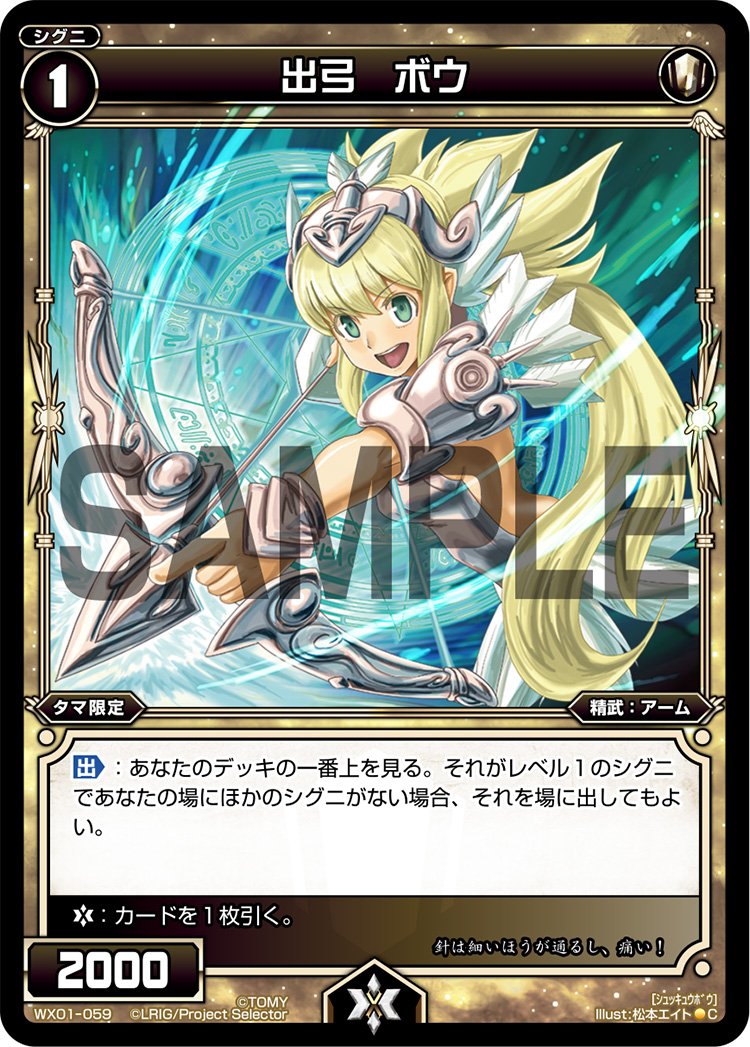 シグニ
1
出弓 ボウ
SAMPLE
タマ限定
精武：アーム
出：あなたのデッキの一番上を見る。それがレベル１のシグニ
であなたの場にほかのシグニがない場合、それを場に出してもよ
い。
：カードを１枚引く。
針は細いほうが通るし、痛い！
2000
WX01-059 ©LRIG/Project Selector
©TOMY
[ｼｭｯｷｭｳﾎﾞｳ]
Illust:松本エイト C